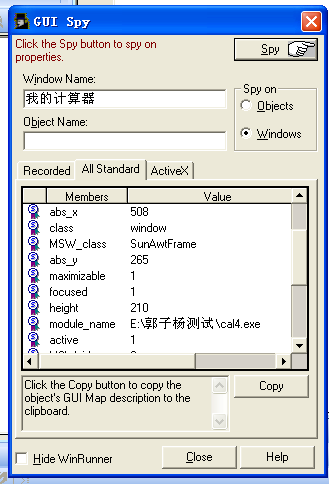 GUI Spy
Click the Spy button to spy on
properties.
Spy
Window Name:
我的计算器
Object Name:
Spy on
Objects
Windows
Recorded
All Standard
ActiveX
Members Value
abs_x 508
class window
MSW_class SunAwtFrame
abs_y 265
maximizable 1
focused 1
height 210
module_name E:\郭子杨测试\cal4.exe
active 1
Click the Copy button to copy the
object's GUI Map description to the
clipboard.
Copy
Hide WinRunner
Close
Help